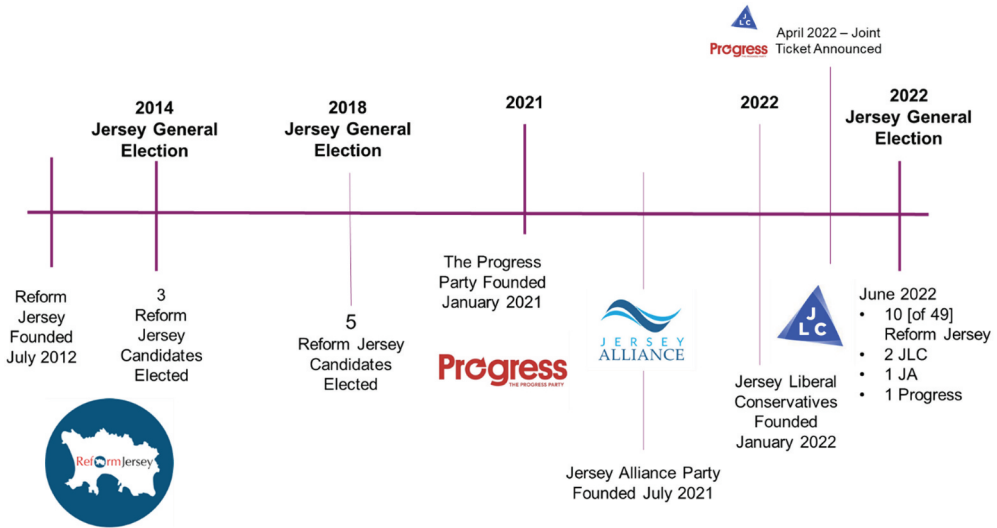 J
L C
Progress
THE PROGRESS PARTY
April 2022 – Joint
Ticket Announced
2014
Jersey General
Election
2018
Jersey General
Election
2021
2022
2022
Jersey General
Election
Reform
Jersey
Founded
July 2012
ReformJersey
3
Reform
Jersey
Candidates
Elected
5
Reform Jersey
Candidates
Elected
The Progress
Party Founded
January 2021
Progress
THE PROGRESS PARTY
JERSEY
ALLIANCE
Jersey Alliance Party
Founded July 2021
Jersey Liberal
Conservatives
Founded
January 2022
J
L C
June 2022
• 10 [of 49]
Reform Jersey
• 2 JLC
• 1 JA
• 1 Progress